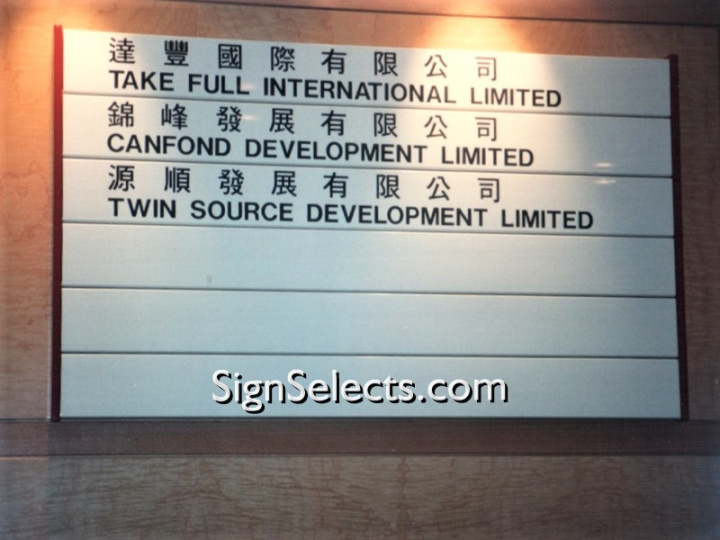 達豐國際有限公司
TAKE FULL INTERNATIONAL LIMITED
錦峰發展有限公司
CANFOND DEVELOPMENT LIMITED
源順發展有限公司
TWIN SOURCE DEVELOPMENT LIMITED
SignSelects.com